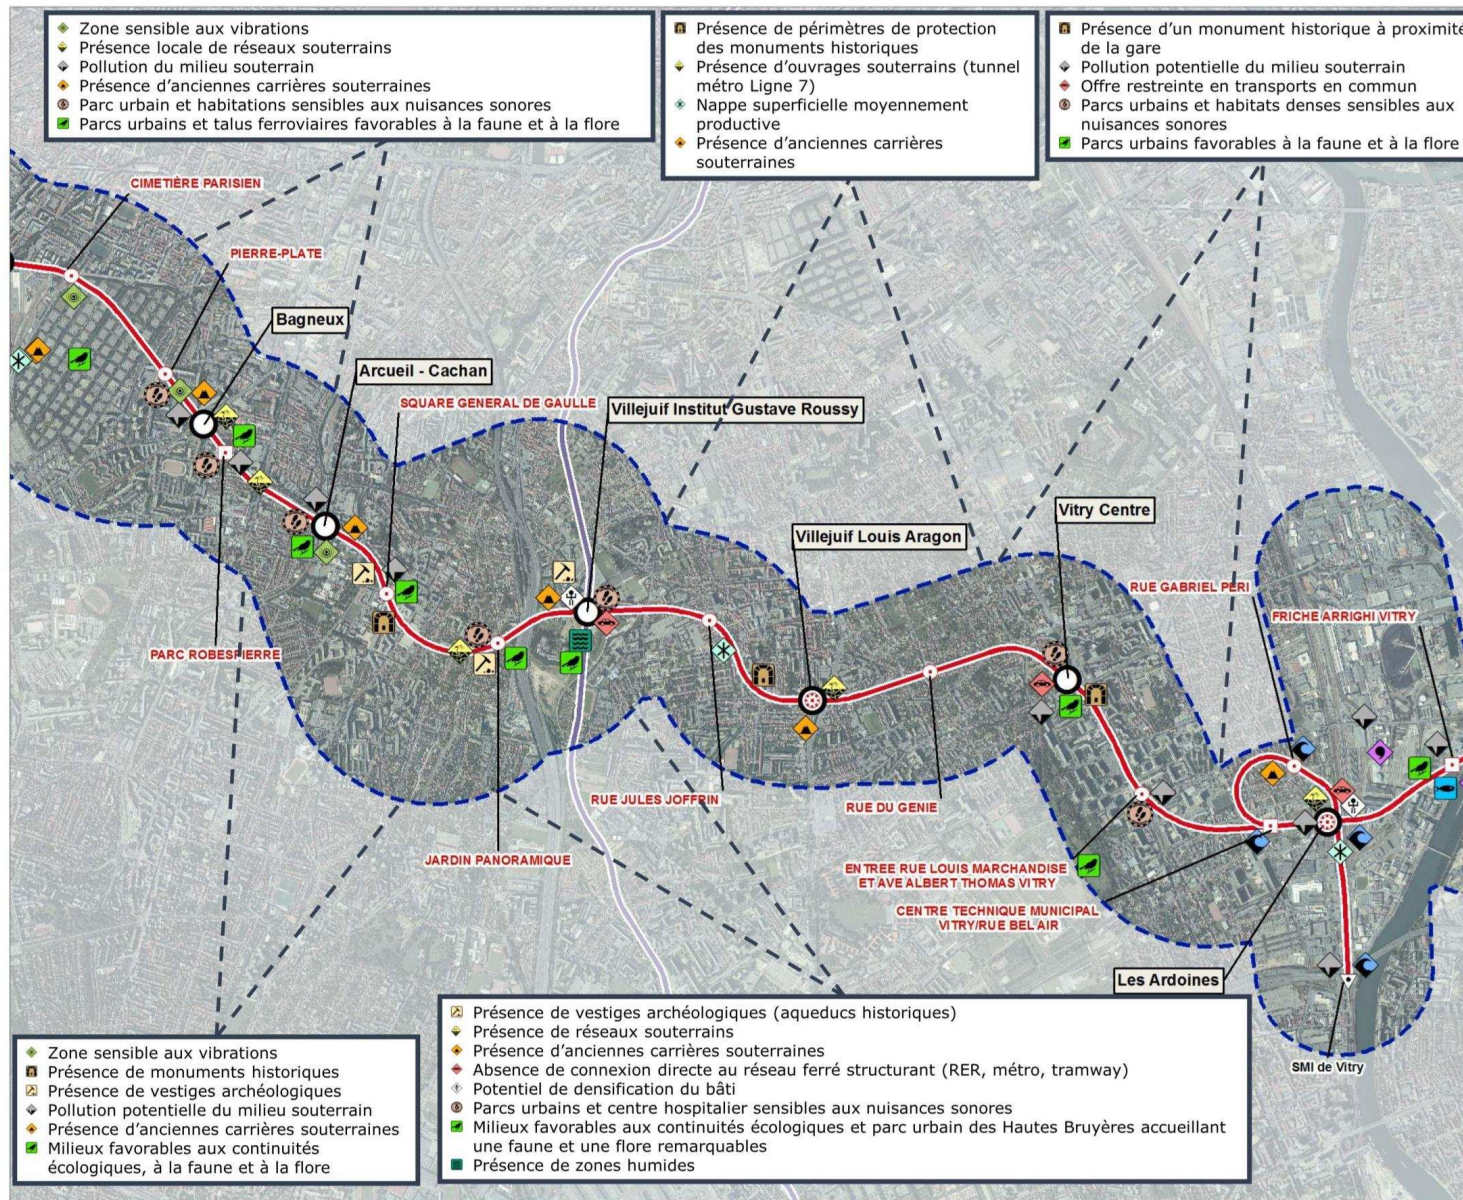 Zone sensible aux vibrations
Présence locale de réseaux souterrains
Pollution du milieu souterrain
Présence d'anciennes carrières souterraines
Parc urbain et habitations sensibles aux nuisances sonores
Parcs urbains et talus ferroviaires favorables à la faune et à la flore
Présence de périmètres de protection
des monuments historiques
Présence d'ouvrages souterrains (tunnel
métro Ligne 7)
Nappe superficielle moyennement
productive
Présence d'anciennes carrières
souterraines
Présence d'un monument historique à proximité
de la gare
Pollution potentielle du milieu souterrain
Offre restreinte en transports en commun
Parcs urbains et habitats denses sensibles aux
nuisances sonores
Parcs urbains favorables à la faune et à la flore
CIMETIÈRE PARISIEN
PIERRE-PLATE
Bagneux
Arcueil - Cachan
SQUARE GENERAL DE GAULLE
Villejuif Institut Gustave Roussy
Villejuif Louis Aragon
Vitry Centre
RUE GABRIEL PERI
FRICHE ARRIGHI VITRY
PARC ROBESPIERRE
RUE JULES JOFFRIN
RUE DU GENIE
JARDIN PANORAMIQUE
ENTREE RUE LOUIS MARCHANDISE
ET AVE ALBERT THOMAS VITRY
CENTRE TECHNIQUE MUNICIPAL
VITRY/RUE BEL AIR
Les Ardoines
SMI de Vitry
Zone sensible aux vibrations
Présence de monuments historiques
Présence de vestiges archéologiques
Pollution potentielle du milieu souterrain
Présence d'anciennes carrières souterraines
Milieux favorables aux continuités
écologiques, à la faune et à la flore
Présence de vestiges archéologiques (aqueducs historiques)
Présence de réseaux souterrains
Présence d'anciennes carrières souterraines
Absence de connexion directe au réseau ferré structurant (RER, métro, tramway)
Potentiel de densification du bâti
Parcs urbains et centre hospitalier sensibles aux nuisances sonores
Milieux favorables aux continuités écologiques et parc urbain des Hautes Bruyères accueillant
une faune et une flore remarquables
Présence de zones humides